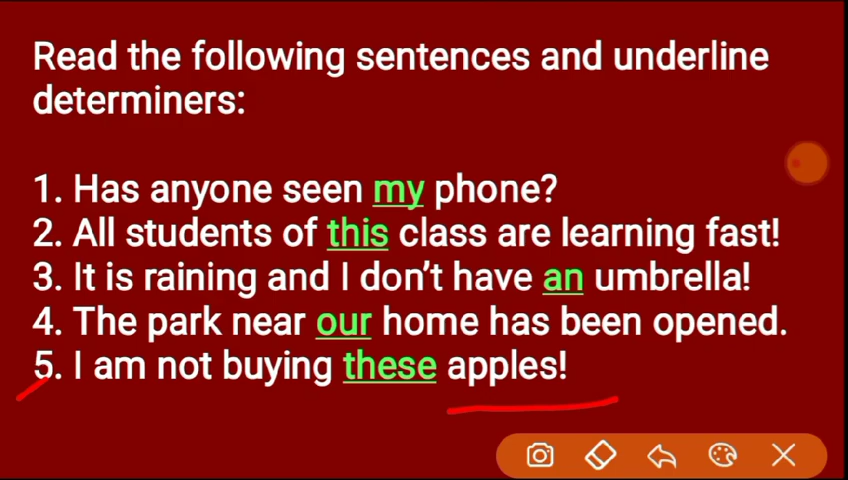 Read the following sentences and underline
determiners:
1. Has anyone seen my phone?
2. All students of this class are learning fast!
3. It is raining and I don’t have an umbrella!
4. The park near our home has been opened.
5. I am not buying these apples!